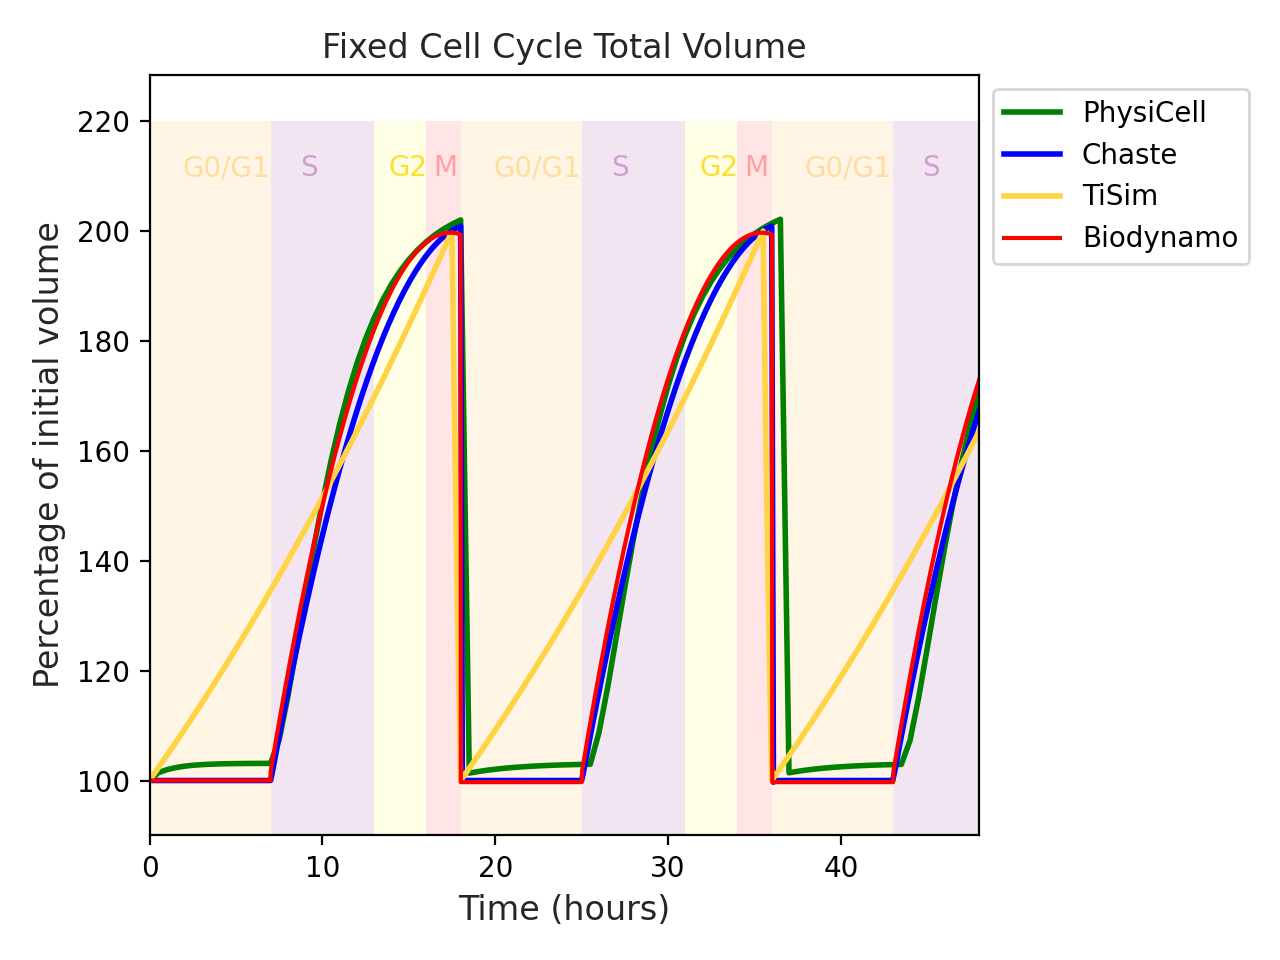 Fixed Cell Cycle Total Volume
Percentage of initial volume
220
200
180
160
140
120
100
G0/G1 S G2 M G0/G1 S G2 M G0/G1 S
PhysiCell
Chaste
TiSim
Biodynamo
0 10 20 30 40
Time (hours)